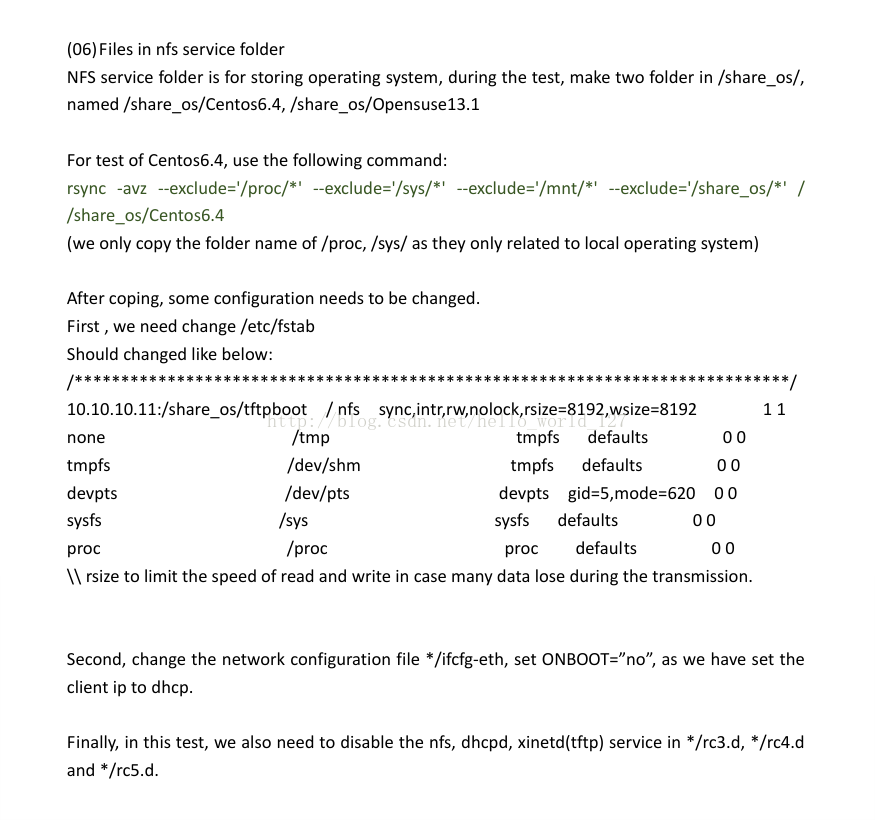 (06)Files in nfs service folder
NFS service folder is for storing operating system, during the test, make two folder in /share_os/,
named /share_os/Centos6.4, /share_os/Opensuse13.1
For test of Centos6.4, use the following command:
rsync -avz --exclude='/proc/*' --exclude='/sys/*' --exclude='/mnt/*' --exclude='/share_os/*' /
/share_os/Centos6.4
(we only copy the folder name of /proc, /sys/ as they only related to local operating system)
After coping, some configuration needs to be changed.
First , we need change /etc/fstab
Should changed like below:
/*****************************************************************************/
10.10.10.11:/share_os/tftpboot / nfs sync,intr,rw,nolock,rsize=8192,wsize=8192 1 1
http://blog.csdn.net/hello_world_127
none /tmp tmpfs defaults 0 0
tmpfs /dev/shm tmpfs defaults 0 0
devpts /dev/pts devpts gid=5,mode=620 0 0
sysfs /sys sysfs defaults 0 0
proc /proc proc defaults 0 0
\\ rsize to limit the speed of read and write in case many data lose during the transmission.
Second, change the network configuration file */ifcfg-eth, set ONBOOT=”no”, as we have set the
client ip to dhcp.
Finally, in this test, we also need to disable the nfs, dhcpd, xinetd(tftp) service in */rc3.d, */rc4.d
and */rc5.d.